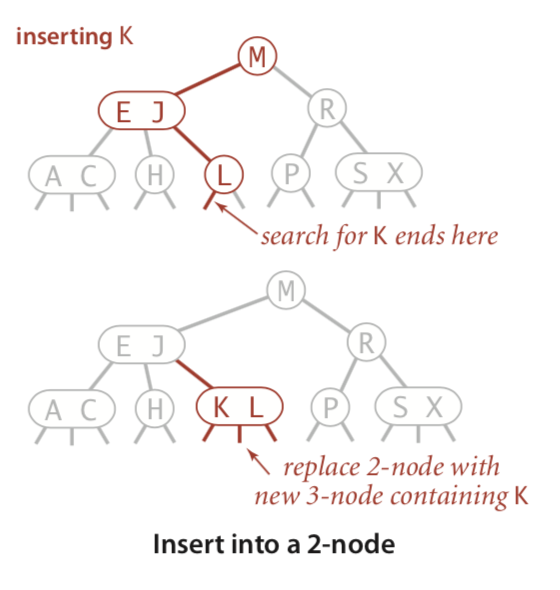 inserting K
M
E J
R
A C
H
L
P
S X
search for K ends here
M
E J
R
A C
H
K L
P
S X
replace 2-node with
new 3-node containing K
Insert into a 2-node